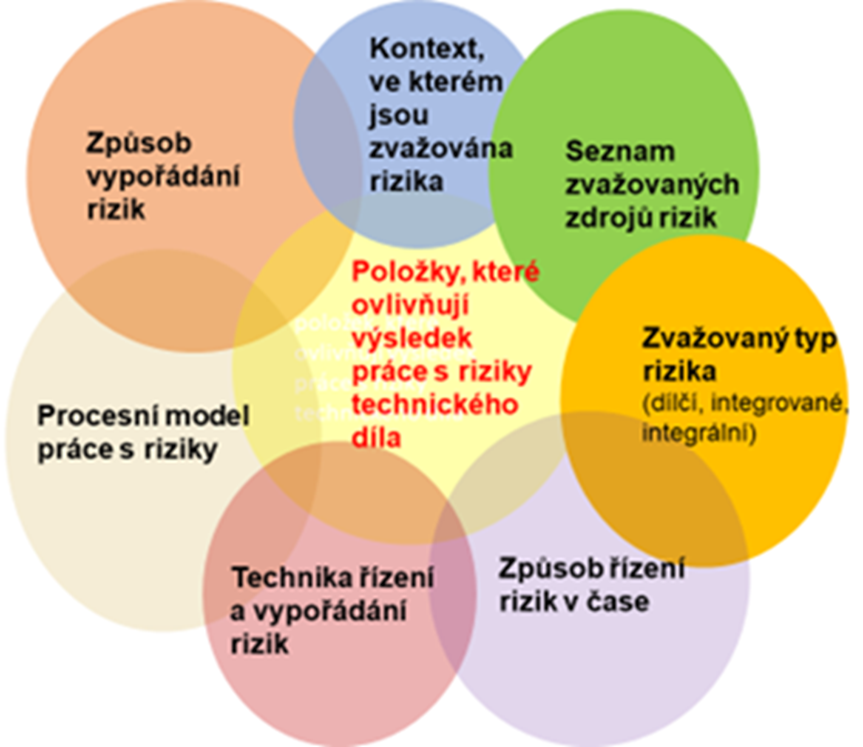 Kontext,
ve kterém
jsou
zvažována
rizika
Způsob
vypořádání
rizik
Seznam
zvažovaných
zdrojů rizik
Položky, které
ovlivňují
výsledek
práce s riziky
technického
díla
Zvažovaný typ
rizika
(dílčí, integrované,
integrální)
Procesní model
práce s riziky
Technika řízení
a vypořádání
rizik
Způsob řízení
rizik v čase